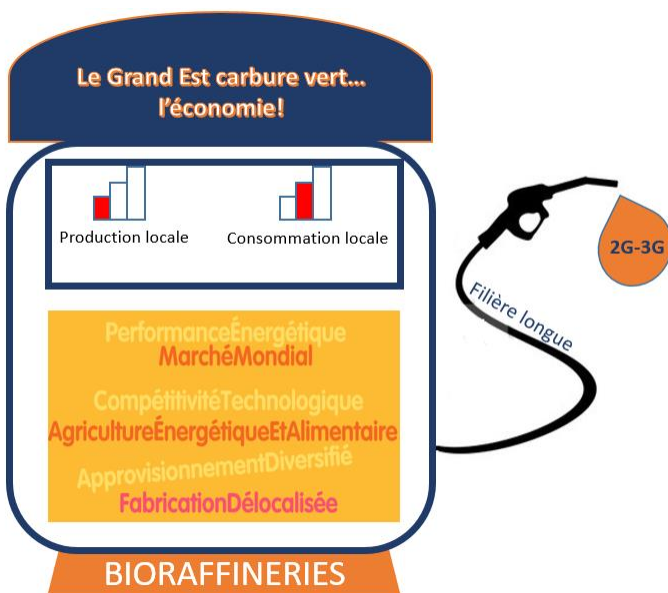 Le Grand Est carbure vert...
l'économie!
Production locale
Consommation locale
2G-3G
Filière longue
PerformanceÉnergétique
MarchéMondial
CompétitivitéTechnologique
AgricultureÉnergétiqueEtAlimentaire
ApprovisionnementDiversifié
FabricationDélocalisée
BIORAFFINERIES